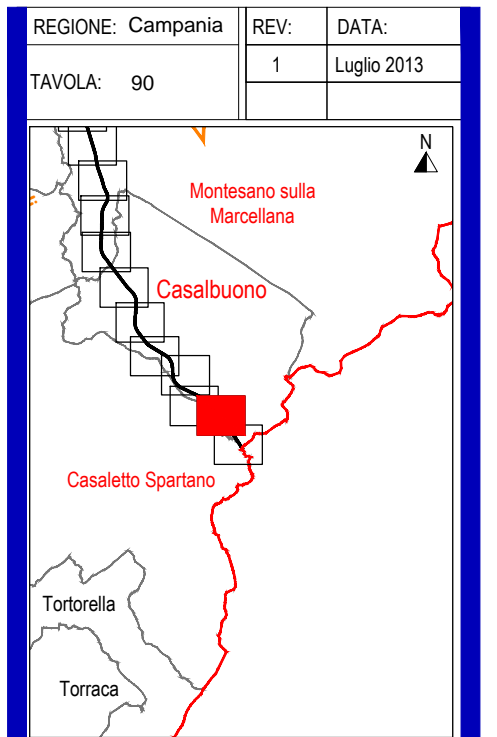 REGIONE: Campania
REV:
DATA:
TAVOLA: 90
1
Luglio 2013
N
Montesano sulla
Marcellana
Casalbuono
Casaletto Spartano
Tortorella
Torraca